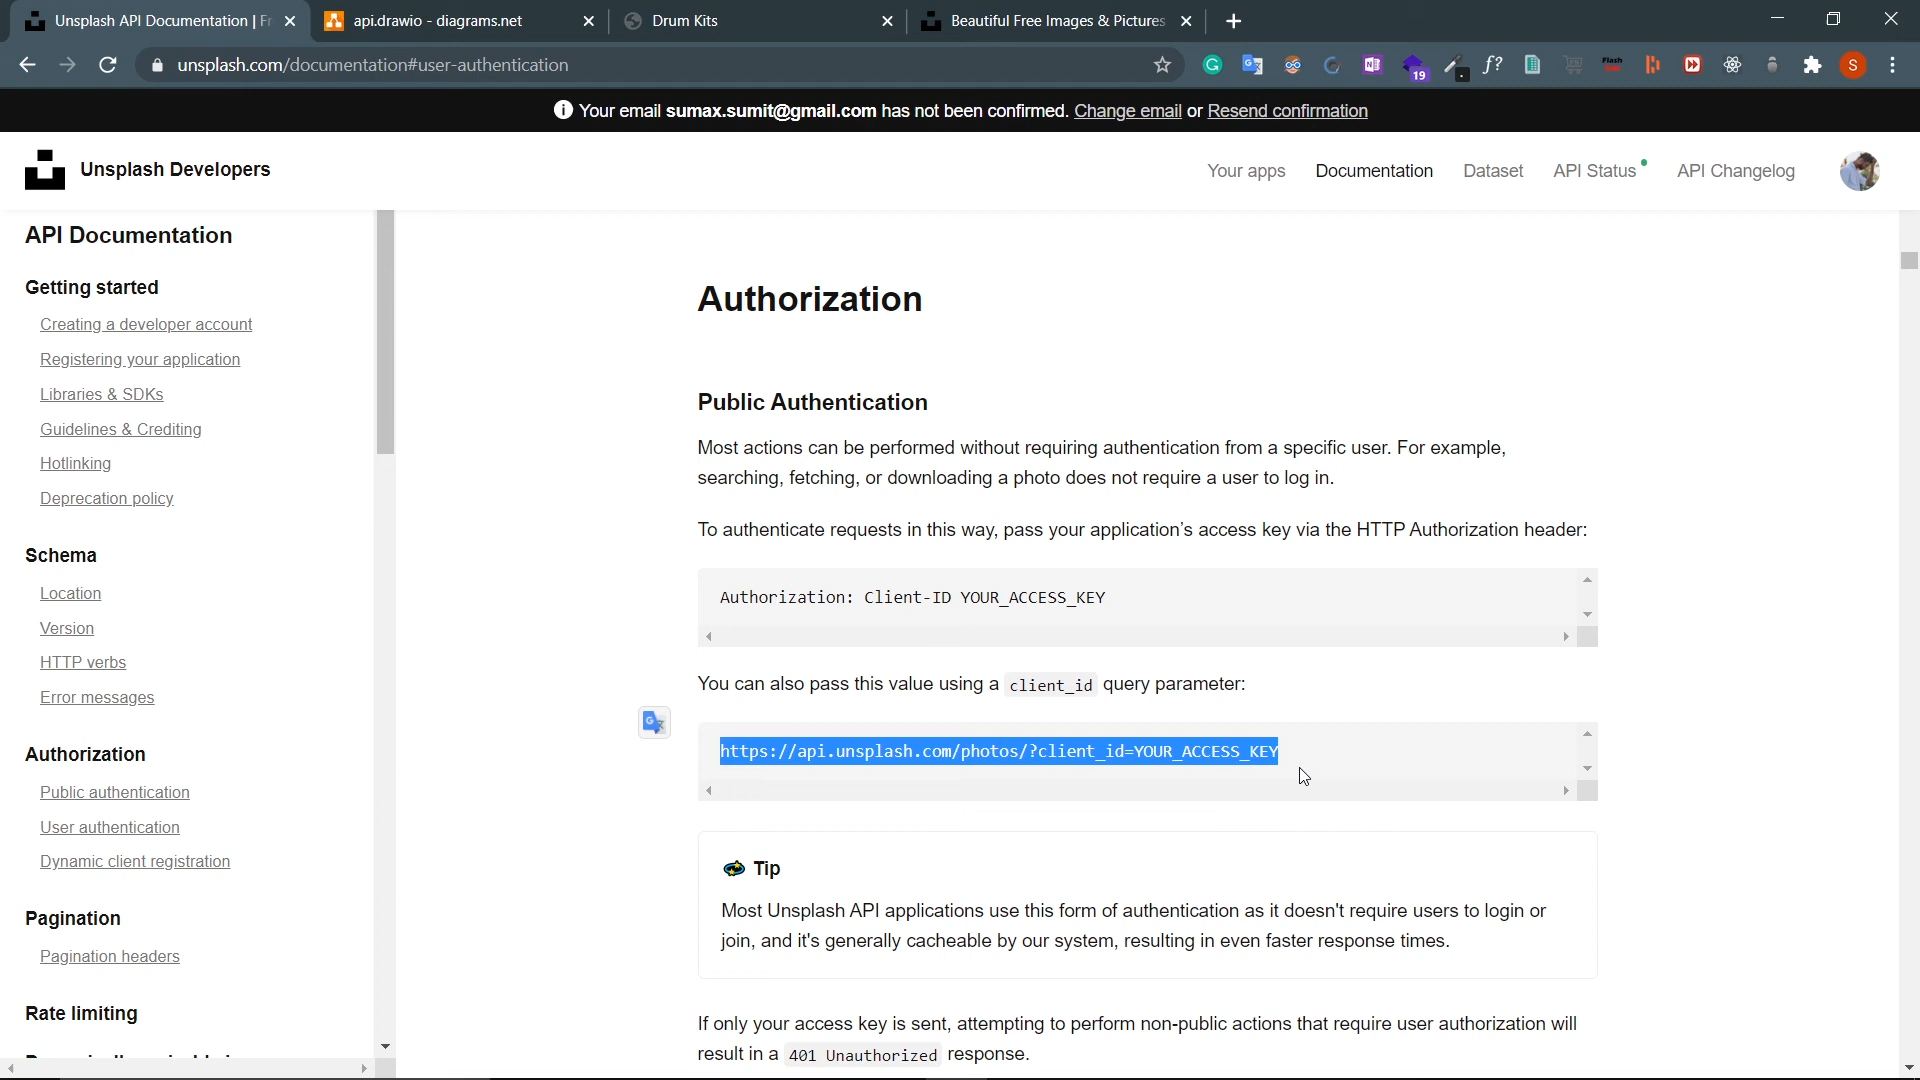 Unsplash API Documentation | Fr
api.drawio - diagrams.net
Drum Kits
Beautiful Free Images & Pictures
unsplash.com/documentation#user-authentication
19
f?
Flash
S
Your email sumax.sumit@gmail.com has not been confirmed. Change email or Resend confirmation
Unsplash Developers
Your apps
Documentation
Dataset
API Status
API Changelog
API Documentation
Getting started
Creating a developer account
Registering your application
Libraries & SDKs
Guidelines & Crediting
Hotlinking
Deprecation policy
Schema
Location
Version
HTTP verbs
Error messages
Authorization
Public authentication
User authentication
Dynamic client registration
Pagination
Pagination headers
Rate limiting
Authorization
Public Authentication
Most actions can be performed without requiring authentication from a specific user. For example,
searching, fetching, or downloading a photo does not require a user to log in.
To authenticate requests in this way, pass your application's access key via the HTTP Authorization header:
Authorization: Client-ID YOUR_ACCESS_KEY
You can also pass this value using a client_id query parameter:
https://api.unsplash.com/photos/?client_id=YOUR_ACCESS_KEY
Tip
Most Unsplash API applications use this form of authentication as it doesn't require users to login or
join, and it's generally cacheable by our system, resulting in even faster response times.
If only your access key is sent, attempting to perform non-public actions that require user authorization will
result in a 401 Unauthorized response.